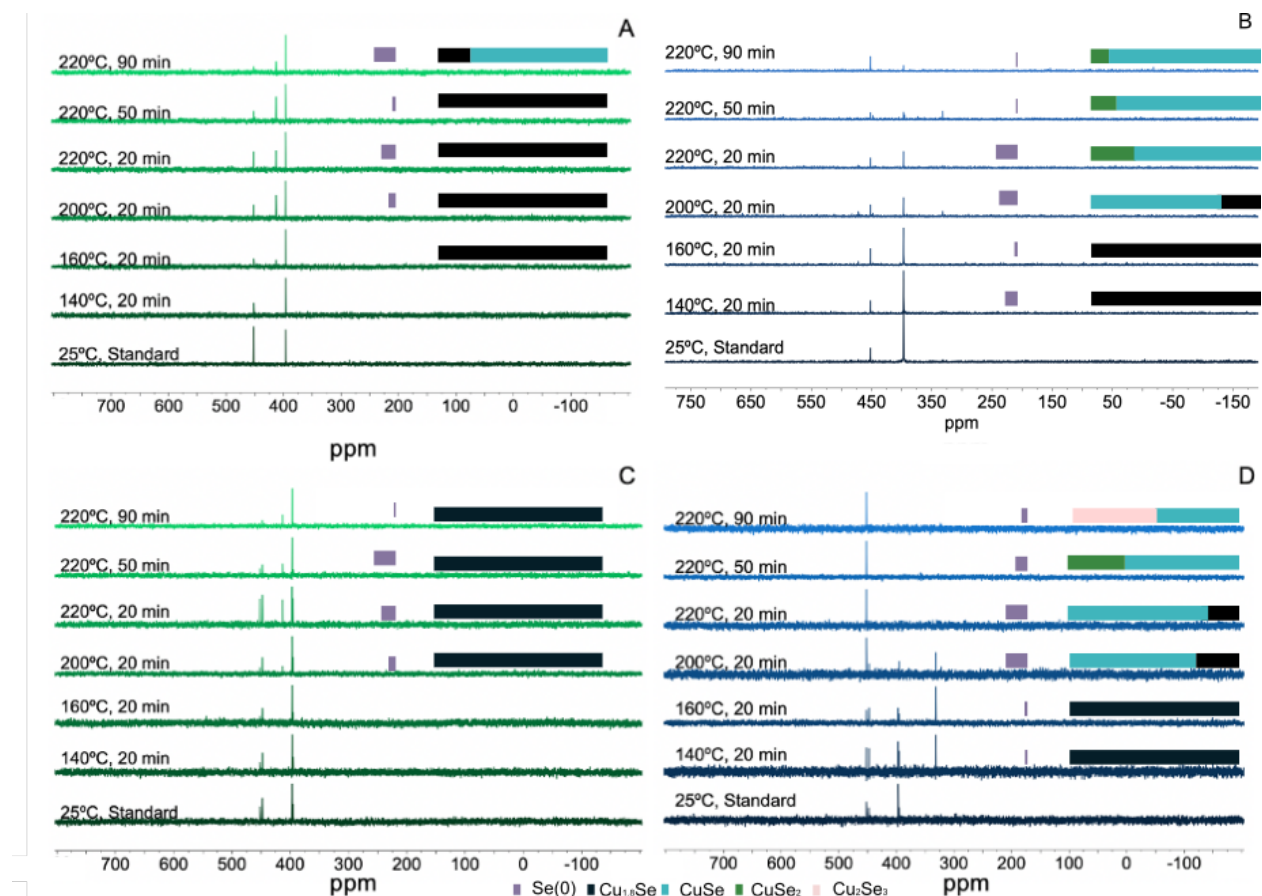 A
220ºC, 90 min
220ºC, 50 min
220ºC, 20 min
200ºC, 20 min
160ºC, 20 min
140ºC, 20 min
25ºC, Standard
700 600 500 400 300 200 100 0 -100
ppm
B
220ºC, 90 min
220ºC, 50 min
220ºC, 20 min
200ºC, 20 min
160ºC, 20 min
140ºC, 20 min
25ºC, Standard
750 650 550 450 350 250 150 50 -50 -150
ppm
C
220ºC, 90 min
220ºC, 50 min
220ºC, 20 min
200ºC, 20 min
160ºC, 20 min
140ºC, 20 min
25ºC, Standard
700 600 500 400 300 200 100 0 -100
ppm
D
220ºC, 90 min
220ºC, 50 min
220ºC, 20 min
200ºC, 20 min
160ºC, 20 min
140ºC, 20 min
25ºC, Standard
700 600 500 400 300 200 100 0 -100
ppm
Se(0) Cu₁.₈Se CuSe CuSe₂ Cu₂Se₃